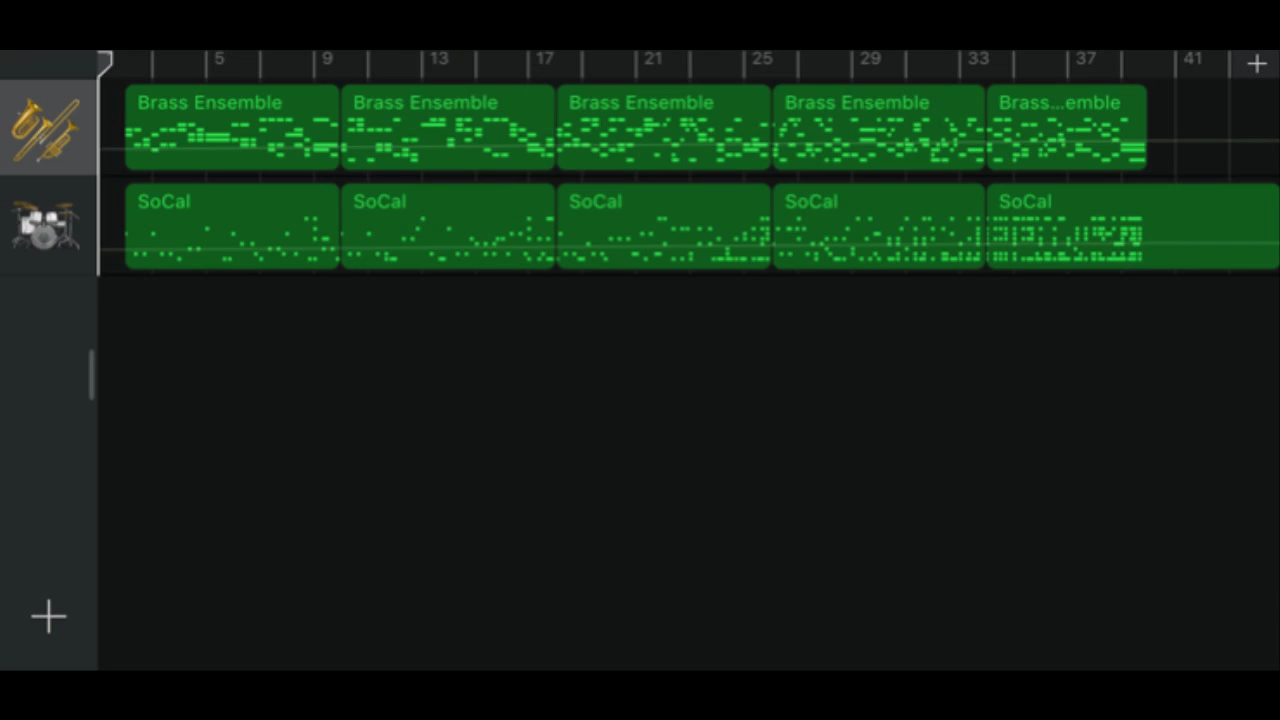 5 9 13 17 21 25 29 33 37 41 +
Brass Ensemble Brass Ensemble Brass Ensemble Brass Ensemble Brass...emble
SoCal SoCal SoCal SoCal SoCal